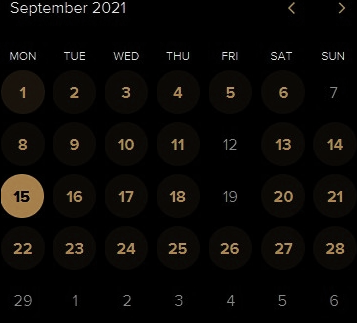 September 2021
MON TUE WED THU FRI SAT SUN
1 2 3 4 5 6 7
8 9 10 11 12 13 14
15 16 17 18 19 20 21
22 23 24 25 26 27 28
29 1 2 3 4 5 6